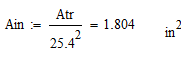 Ain := Atr / 25.4² = 1.804 in²